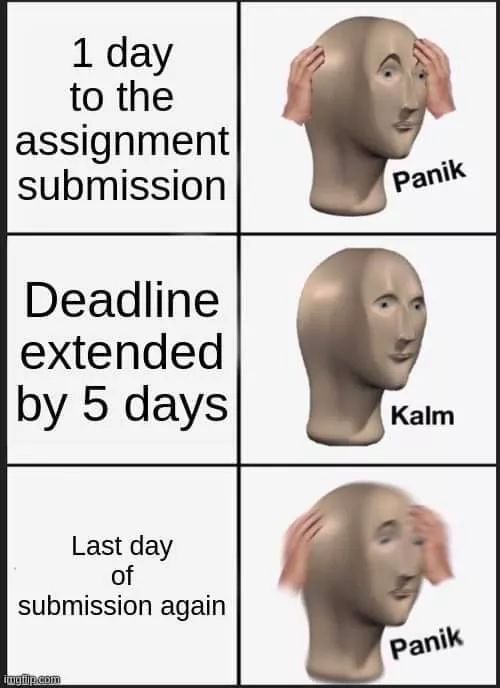 1 day
to the
assignment
submission
Panik
Deadline
extended
by 5 days
Kalm
Last day
of
submission again
Panik
imgflip.com